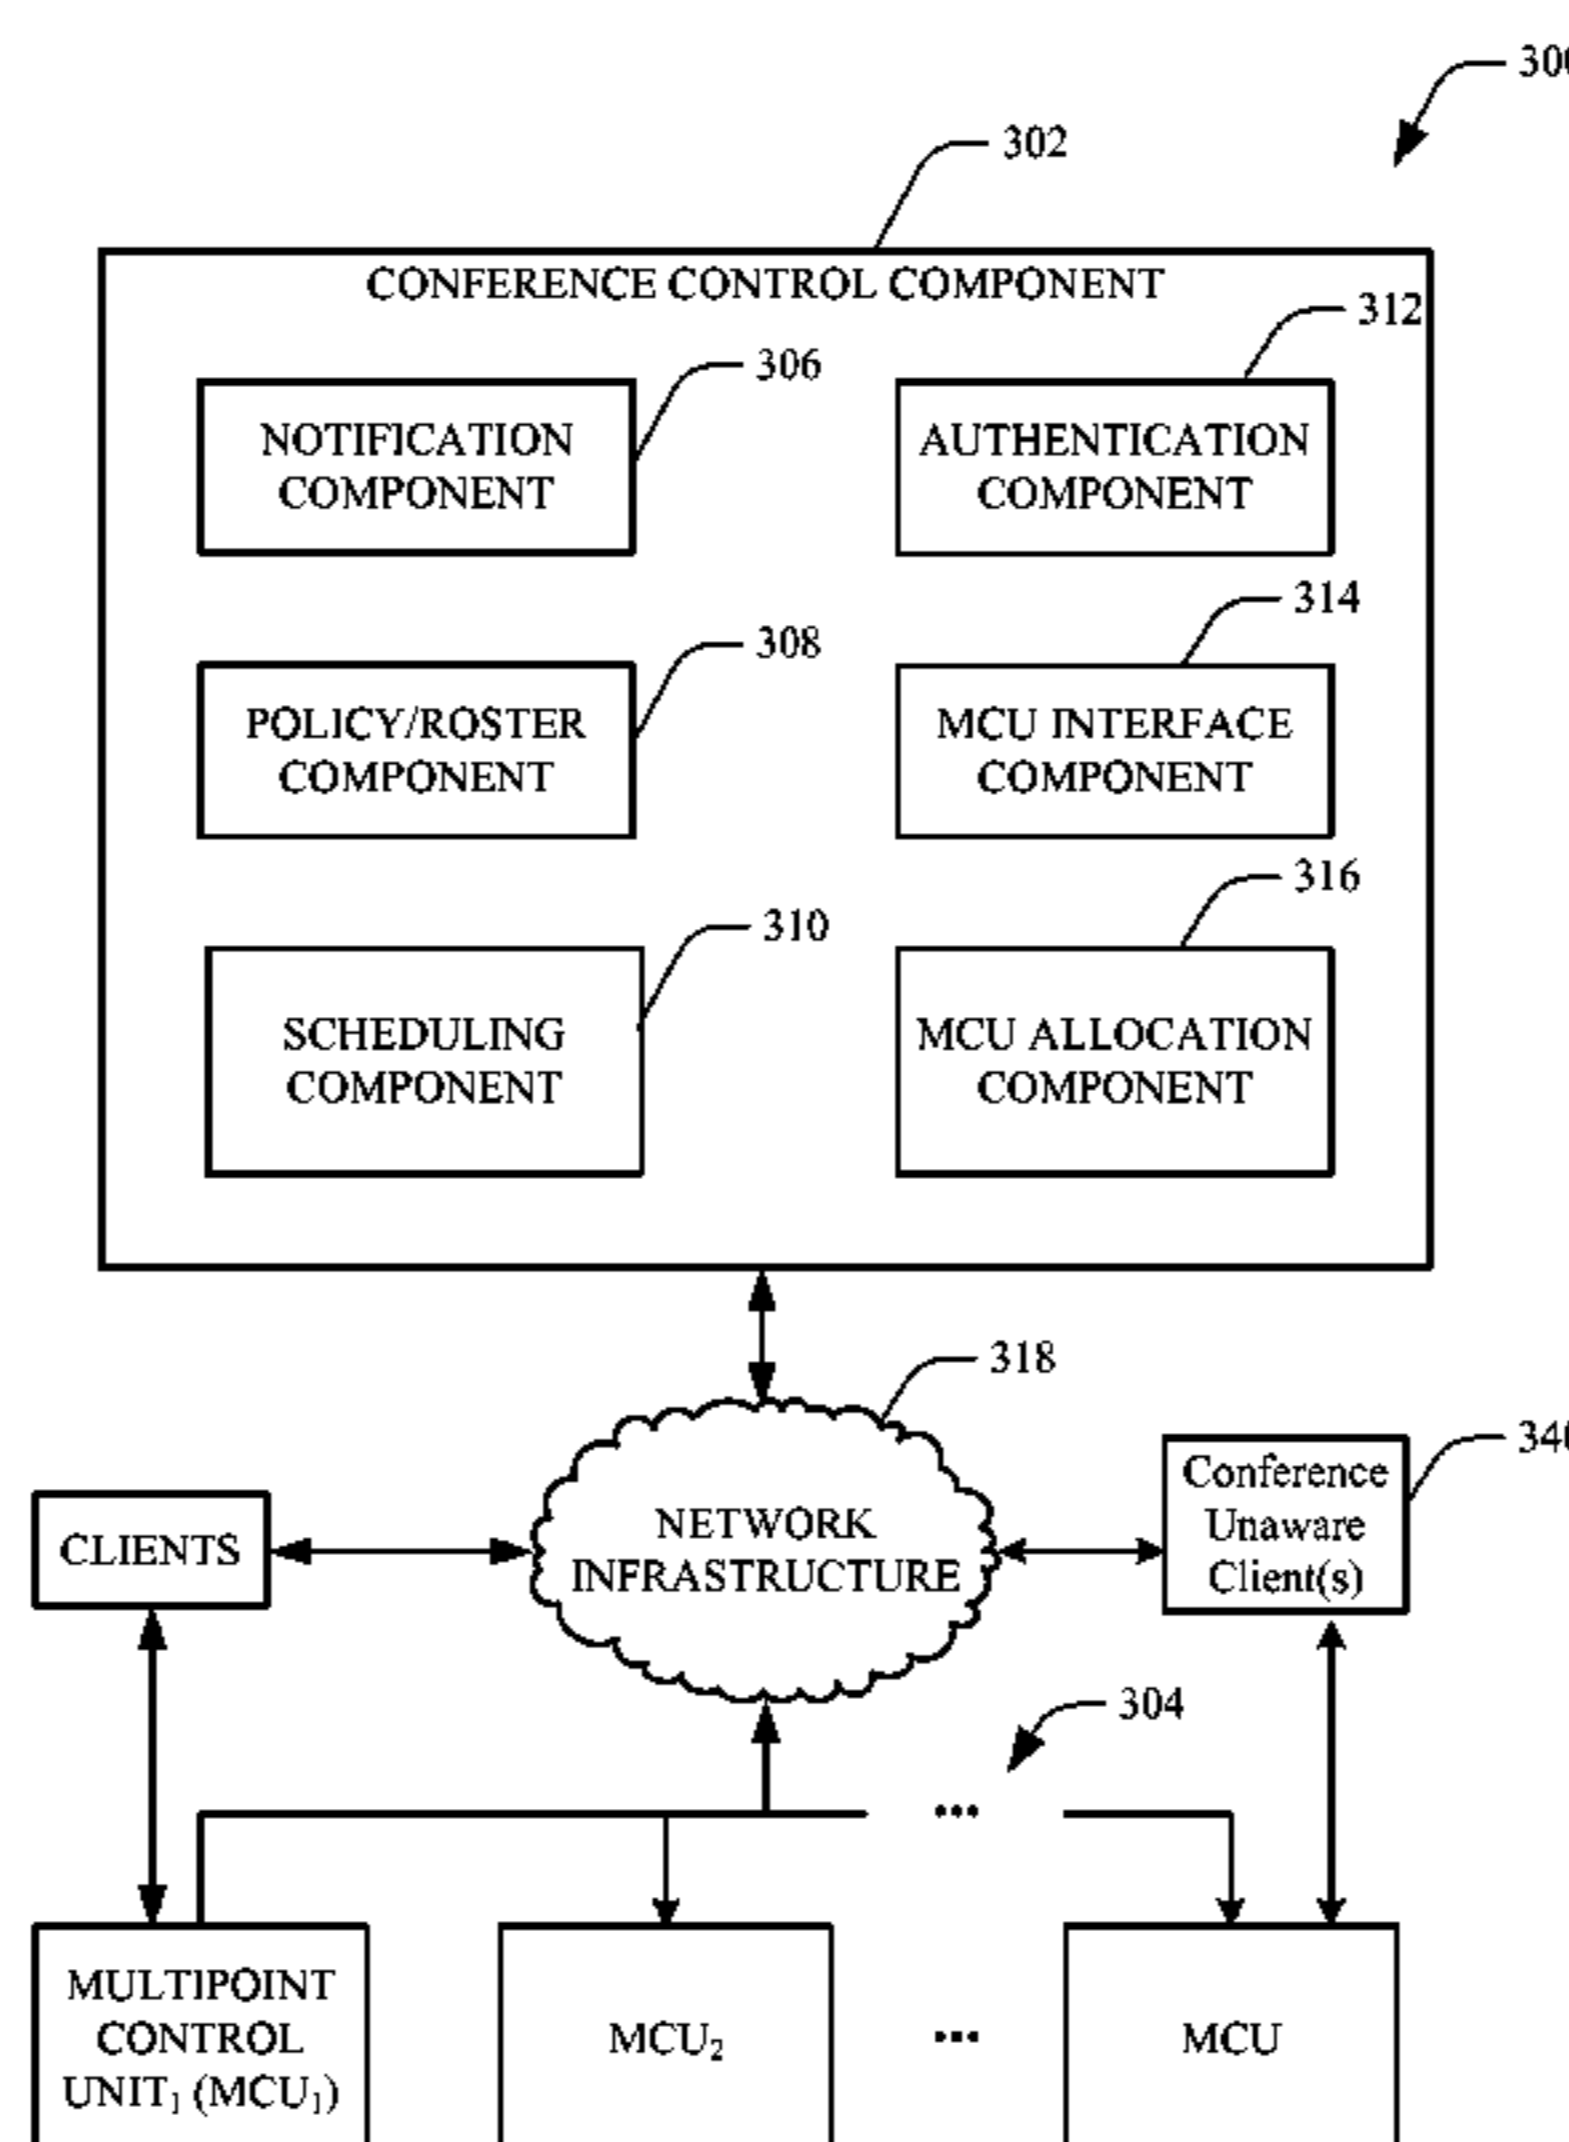 300
302
CONFERENCE CONTROL COMPONENT
312
306
NOTIFICATION
COMPONENT
AUTHENTICATION
COMPONENT
314
308
POLICY/ROSTER
COMPONENT
MCU INTERFACE
COMPONENT
316
310
SCHEDULING
COMPONENT
MCU ALLOCATION
COMPONENT
318
340
Conference
Unaware
Client(s)
CLIENTS
NETWORK
INFRASTRUCTURE
304
...
MULTIPOINT
CONTROL
UNIT₁ (MCU₁)
MCU₂
...
MCU